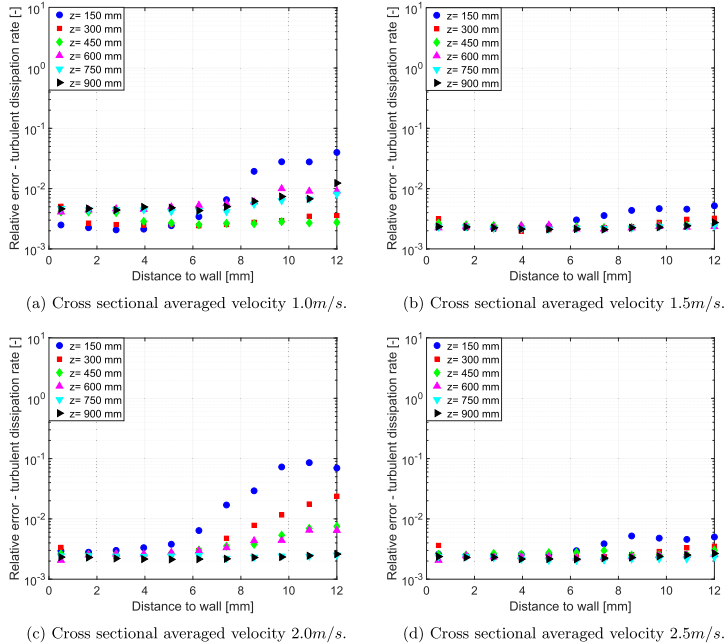 Relative error - turbulent dissipation rate [-]
10^1
10^0
10^-1
10^-2
10^-3
z= 150 mm
z= 300 mm
z= 450 mm
z= 600 mm
z= 750 mm
z= 900 mm
0 2 4 6 8 10 12
Distance to wall [mm]
(a) Cross sectional averaged velocity 1.0m/s.
Relative error - turbulent dissipation rate [-]
10^1
10^0
10^-1
10^-2
10^-3
z= 150 mm
z= 300 mm
z= 450 mm
z= 600 mm
z= 750 mm
z= 900 mm
0 2 4 6 8 10 12
Distance to wall [mm]
(b) Cross sectional averaged velocity 1.5m/s.
Relative error - turbulent dissipation rate [-]
10^1
10^0
10^-1
10^-2
10^-3
z= 150 mm
z= 300 mm
z= 450 mm
z= 600 mm
z= 750 mm
z= 900 mm
0 2 4 6 8 10 12
Distance to wall [mm]
(c) Cross sectional averaged velocity 2.0m/s.
Relative error - turbulent dissipation rate [-]
10^1
10^0
10^-1
10^-2
10^-3
z= 150 mm
z= 300 mm
z= 450 mm
z= 600 mm
z= 750 mm
z= 900 mm
0 2 4 6 8 10 12
Distance to wall [mm]
(d) Cross sectional averaged velocity 2.5m/s.